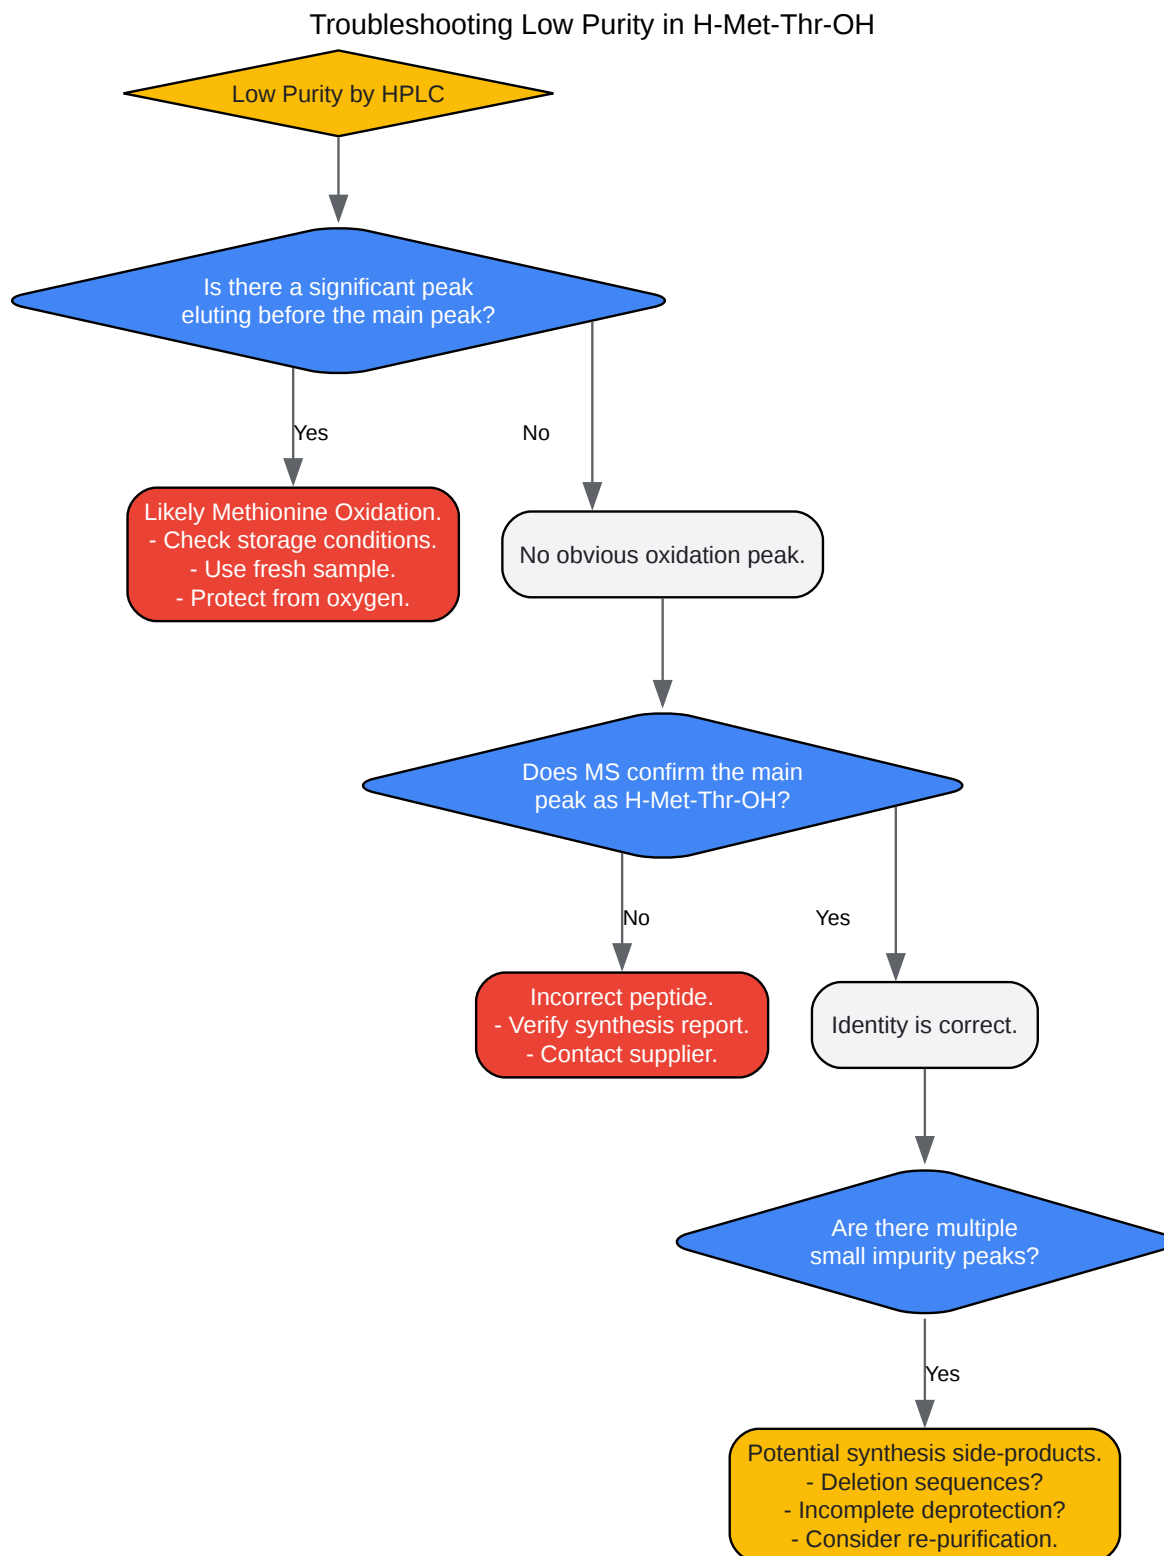 Troubleshooting Low Purity in H-Met-Thr-OH
Low Purity by HPLC
Is there a significant peak
eluting before the main peak?
Yes
No
Likely Methionine Oxidation.
- Check storage conditions.
- Use fresh sample.
- Protect from oxygen.
No obvious oxidation peak.
Does MS confirm the main
peak as H-Met-Thr-OH?
No
Yes
Incorrect peptide.
- Verify synthesis report.
- Contact supplier.
Identity is correct.
Are there multiple
small impurity peaks?
Yes
Potential synthesis side-products.
- Deletion sequences?
- Incomplete deprotection?
- Consider re-purification.